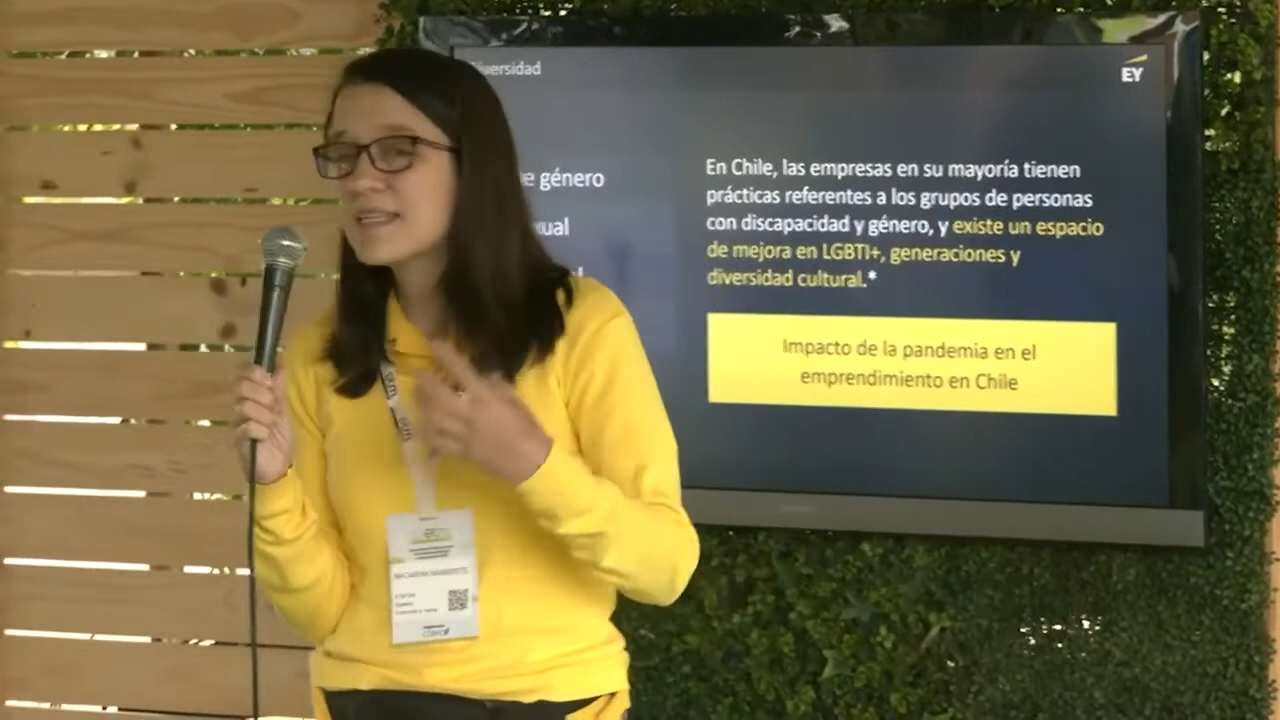 Diversidad
EY
de género
En Chile, las empresas en su mayoría tienen
prácticas referentes a los grupos de personas
con discapacidad y género, y existe un espacio
de mejora en LGBTI+, generaciones y
diversidad cultural.*
Impacto de la pandemia en el
emprendimiento en Chile